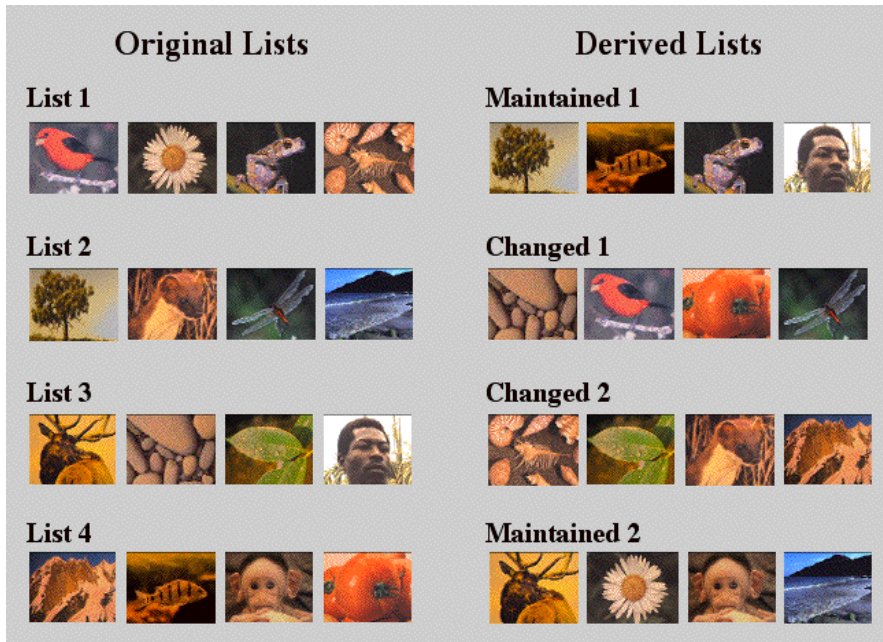 Original Lists
Derived Lists
List 1
Maintained 1
List 2
Changed 1
List 3
Changed 2
List 4
Maintained 2